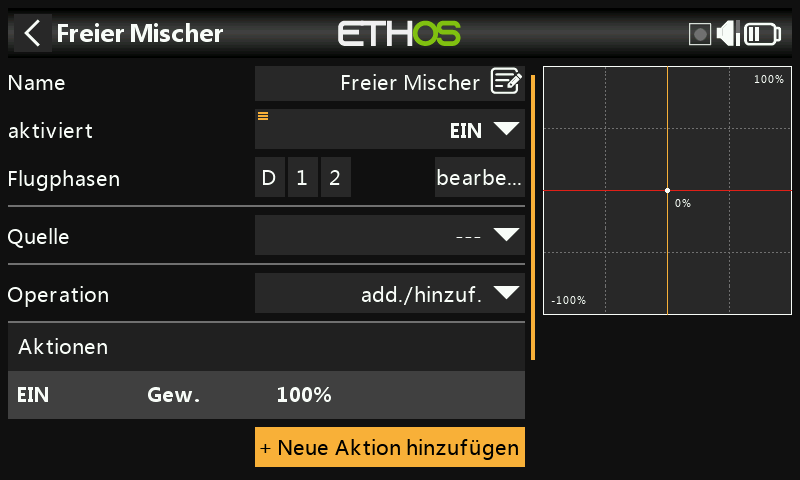 Freier Mischer
ETHOS
Name
Freier Mischer
aktiviert
EIN
Flugphasen
D 1 2
bearbe...
Quelle
---
Operation
add./hinzuf.
Aktionen
EIN Gew. 100%
+ Neue Aktion hinzufügen
100%
0%
-100%